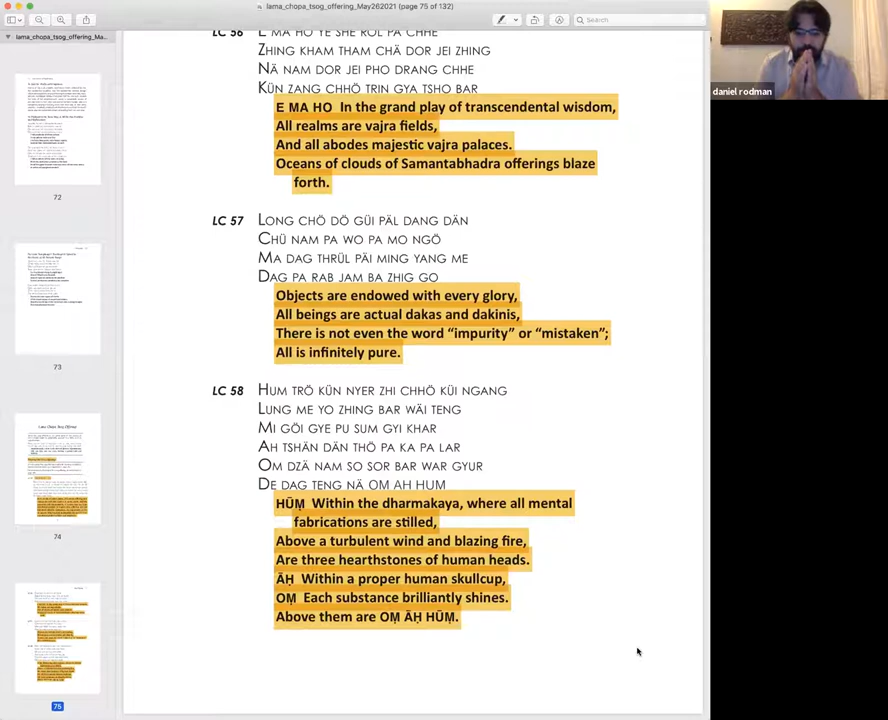 lama_chopa_tsog_offering_May262021 (page 75 of 132)
Search
lama_chopa_tsog_offering_Ma...
daniel rodman
72
73
74
75
LC 56 E MA HO YE SHE RÖL PA CHHE
ZHING KHAM THAM CHÄ DOR JEI ZHING
NÄ NAM DOR JEI PHO DRANG CHHE
KÜN ZANG CHHÖ TRIN GYA TSHO BAR
E MA HO In the grand play of transcendental wisdom,
All realms are vajra fields,
And all abodes majestic vajra palaces.
Oceans of clouds of Samantabhadra offerings blaze
forth.
LC 57 LONG CHÖ DÖ GÜI PÄL DANG DÄN
CHÜ NAM PA WO PA MO NGÖ
MA DAG THRÜL PÄI MING YANG ME
DAG PA RAB JAM BA ZHIG GO
Objects are endowed with every glory,
All beings are actual dakas and dakinis,
There is not even the word “impurity” or “mistaken”;
All is infinitely pure.
LC 58 HUM TRÖ KÜN NYER ZHI CHHÖ KÜI NGANG
LUNG ME YO ZHING BAR WÄI TENG
MI GÖI GYE PU SUM GYI KHAR
AH TSHÄN DÄN THÖ PA KA PA LAR
OM DZÄ NAM SO SOR BAR WAR GYUR
DE DAG TENG NÄ OM AH HUM
HŪṂ Within the dharmakaya, where all mental
fabrications are stilled,
Above a turbulent wind and blazing fire,
Are three hearthstones of human heads.
ĀḤ Within a proper human skullcup,
OṂ Each substance brilliantly shines.
Above them are OṂ ĀḤ HŪṂ.